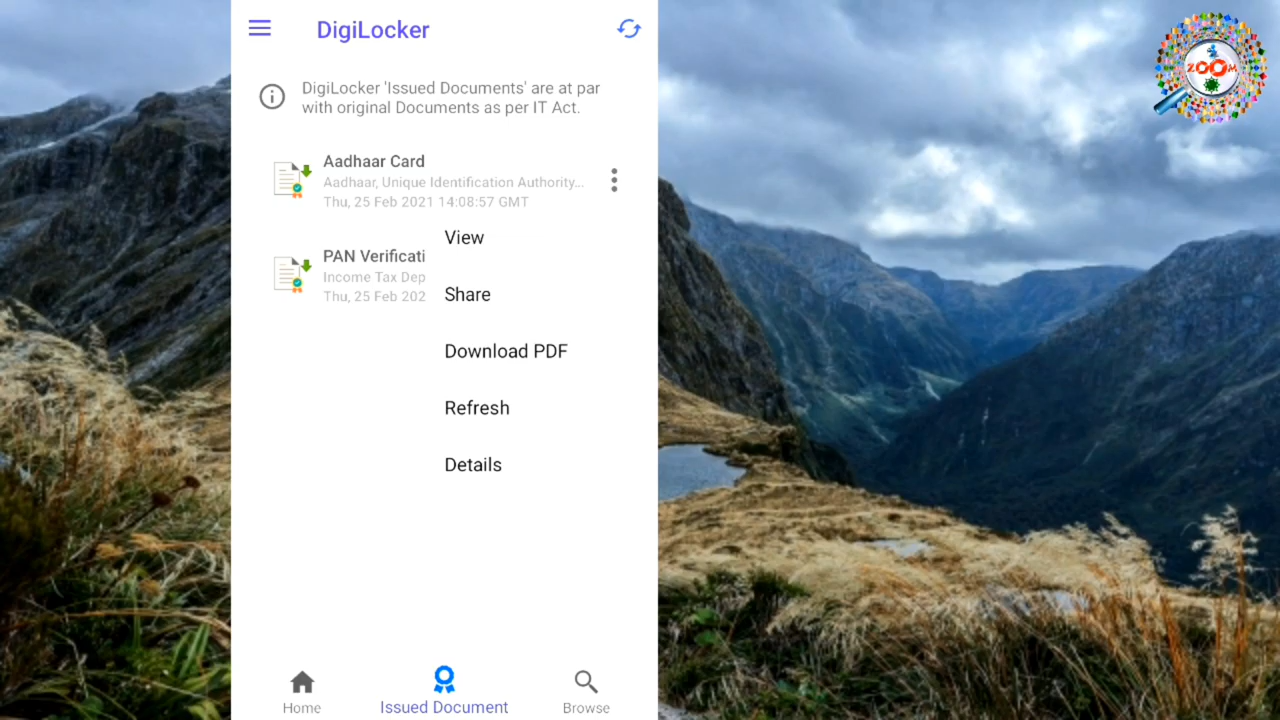 DigiLocker
DigiLocker 'Issued Documents' are at par
with original Documents as per IT Act.
Aadhaar Card
Aadhaar, Unique Identification Authority...
Thu, 25 Feb 2021 14:08:57 GMT
View
PAN Verificati
Income Tax Dep
Thu, 25 Feb 202
Share
Download PDF
Refresh
Details
Home
Issued Document
Browse
ZOOM